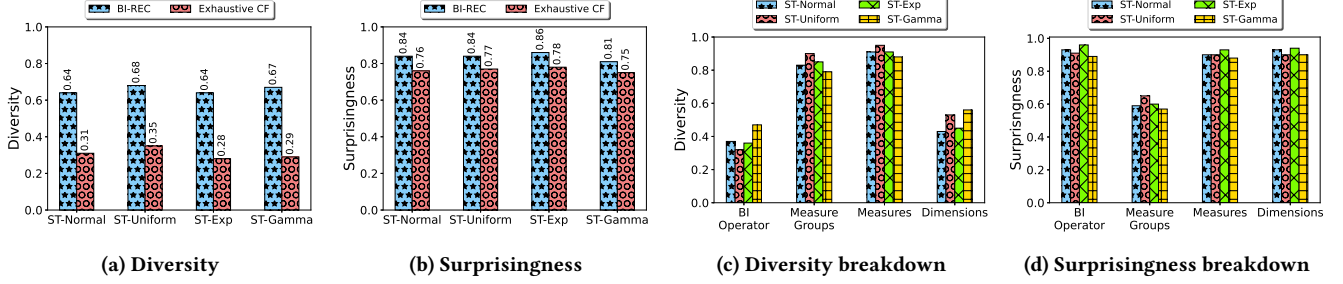 BI-REC Exhaustive CF
1.0
0.8
0.6
0.4
0.2
0.0
Diversity
0.64
0.31
0.68
0.35
0.64
0.28
0.67
0.29
ST-Normal ST-Uniform ST-Exp ST-Gamma
(a) Diversity
BI-REC Exhaustive CF
1.0
0.8
0.6
0.4
0.2
0.0
Surprisingness
0.84
0.76
0.84
0.77
0.86
0.78
0.81
0.75
ST-Normal ST-Uniform ST-Exp ST-Gamma
(b) Surprisingness
ST-Normal ST-Exp
ST-Uniform ST-Gamma
1.0
0.8
0.6
0.4
0.2
0.0
Diversity
BI Measure Measures Dimensions
Operator Groups
(c) Diversity breakdown
ST-Normal ST-Exp
ST-Uniform ST-Gamma
1.0
0.8
0.6
0.4
0.2
0.0
Surprisngness
BI Measure Measures Dimensions
Operator Groups
(d) Surprisingness breakdown